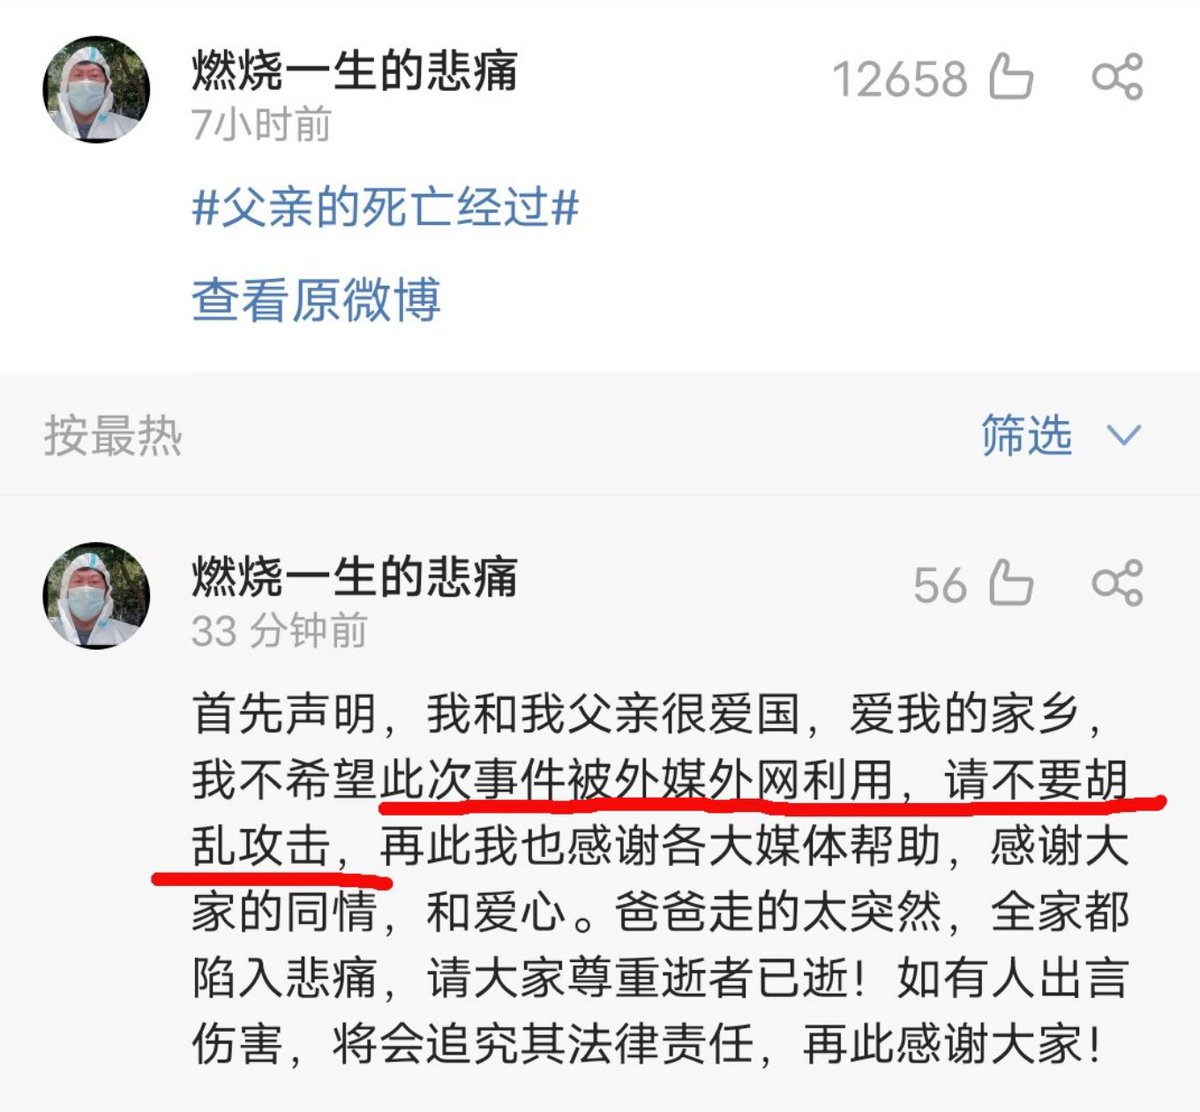 燃烧一生的悲痛
12658
7小时前
#父亲的死亡经过#
查看原微博
按最热
筛选
燃烧一生的悲痛
56
33 分钟前
首先声明，我和我父亲很爱国，爱我的家乡，
我不希望此次事件被外媒外网利用，请不要胡
乱攻击，再此我也感谢各大媒体帮助，感谢大
家的同情，和爱心。爸爸走的太突然，全家都
陷入悲痛，请大家尊重逝者已逝！如有人出言
伤害，将会追究其法律责任，再此感谢大家！